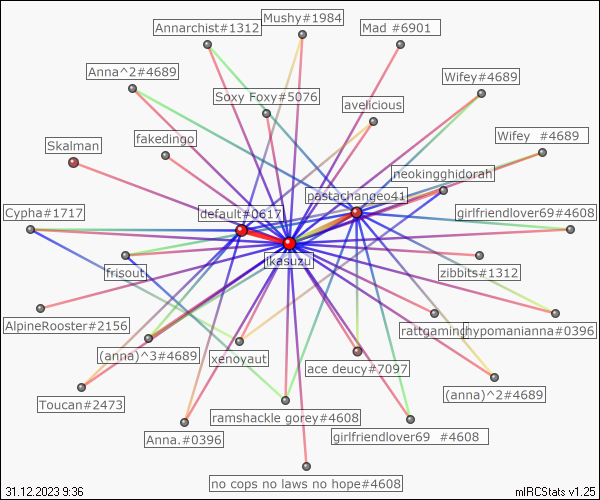 Mushy#1984
Annarchist#1312
Mad #6901
Anna^2#4689
Wifey#4689
Soxy Foxy#5076
avelicious
Skalman
fakedingo
Wifey #4689
neokingghidorah
pastachangeo41
Cypha#1717
default#0617
girlfriendlover69#4608
ikasuzu
frisout
zibbits#1312
AlpineRooster#2156
rattgaming
hypomanianna#0396
(anna)^3#4689
xenoyaut
ace deucy#7097
(anna)^2#4689
Toucan#2473
ramshackle gorey#4608
Anna.#0396
girlfriendlover69 #4608
no cops no laws no hope#4608
31.12.2023 9:36
mIRCStats v1.25